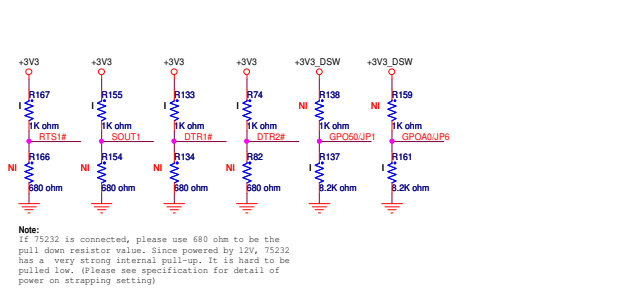 +3V3 +3V3 +3V3 +3V3 +3V3_DSW +3V3_DSW
R167 R155 R133 R74 R138 R159
I I I I NI NI
1K ohm 1K ohm 1K ohm 1K ohm 1K ohm 1K ohm
RTS1# SOUT1 DTR1# DTR2# GPO50/JP1 GPOA0/JP6
R166 R154 R134 R82 R137 R161
NI NI NI NI I I
680 ohm 680 ohm 680 ohm 680 ohm 8.2K ohm 8.2K ohm
Note:
If 75232 is connected, please use 680 ohm to be the
pull down resistor value. Since powered by 12V, 75232
has a  very strong internal pull-up. It is hard to be
pulled low. (Please see specification for detail of
power on strapping setting)